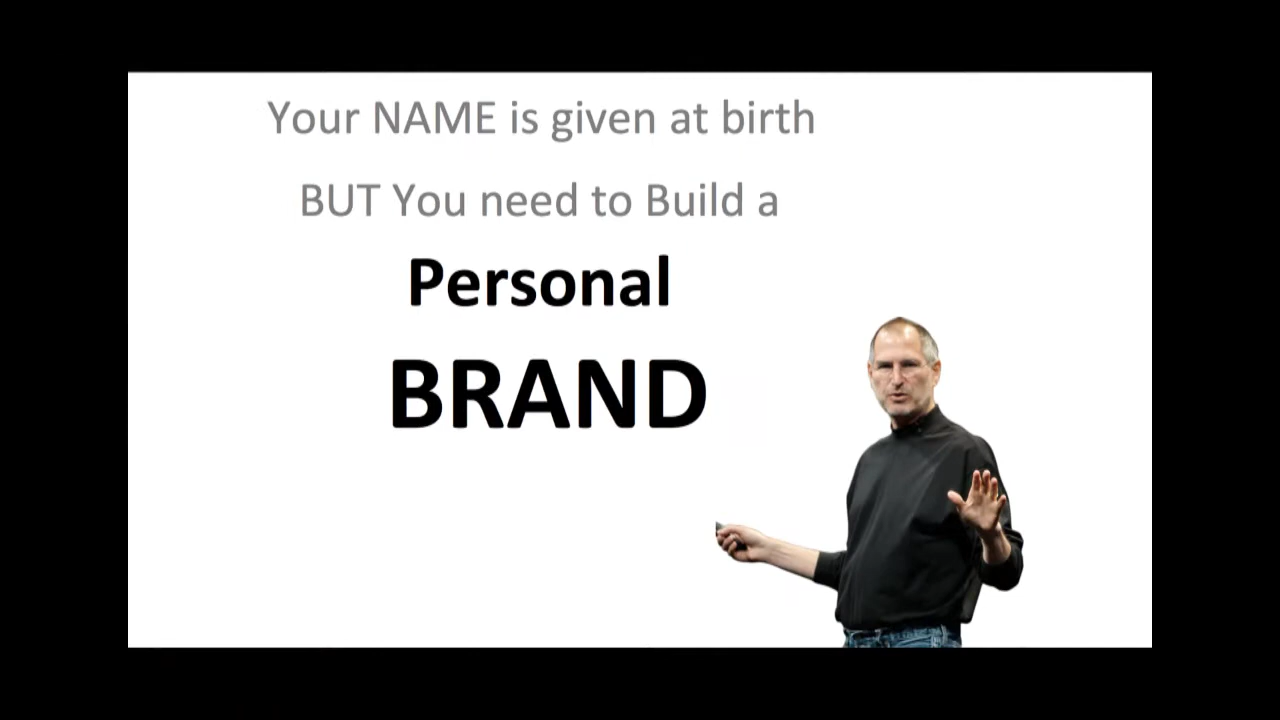 Your NAME is given at birth
BUT You need to Build a
Personal
BRAND